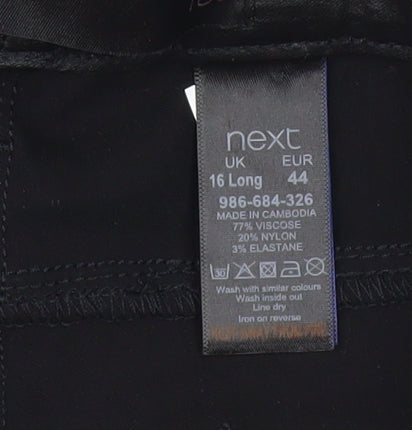 next
UK EUR
16 Long 44
986-684-326
MADE IN CAMBODIA
77% VISCOSE
20% NYLON
3% ELASTANE
30
Wash with similar colours
Wash inside out
Line dry
Iron on reverse